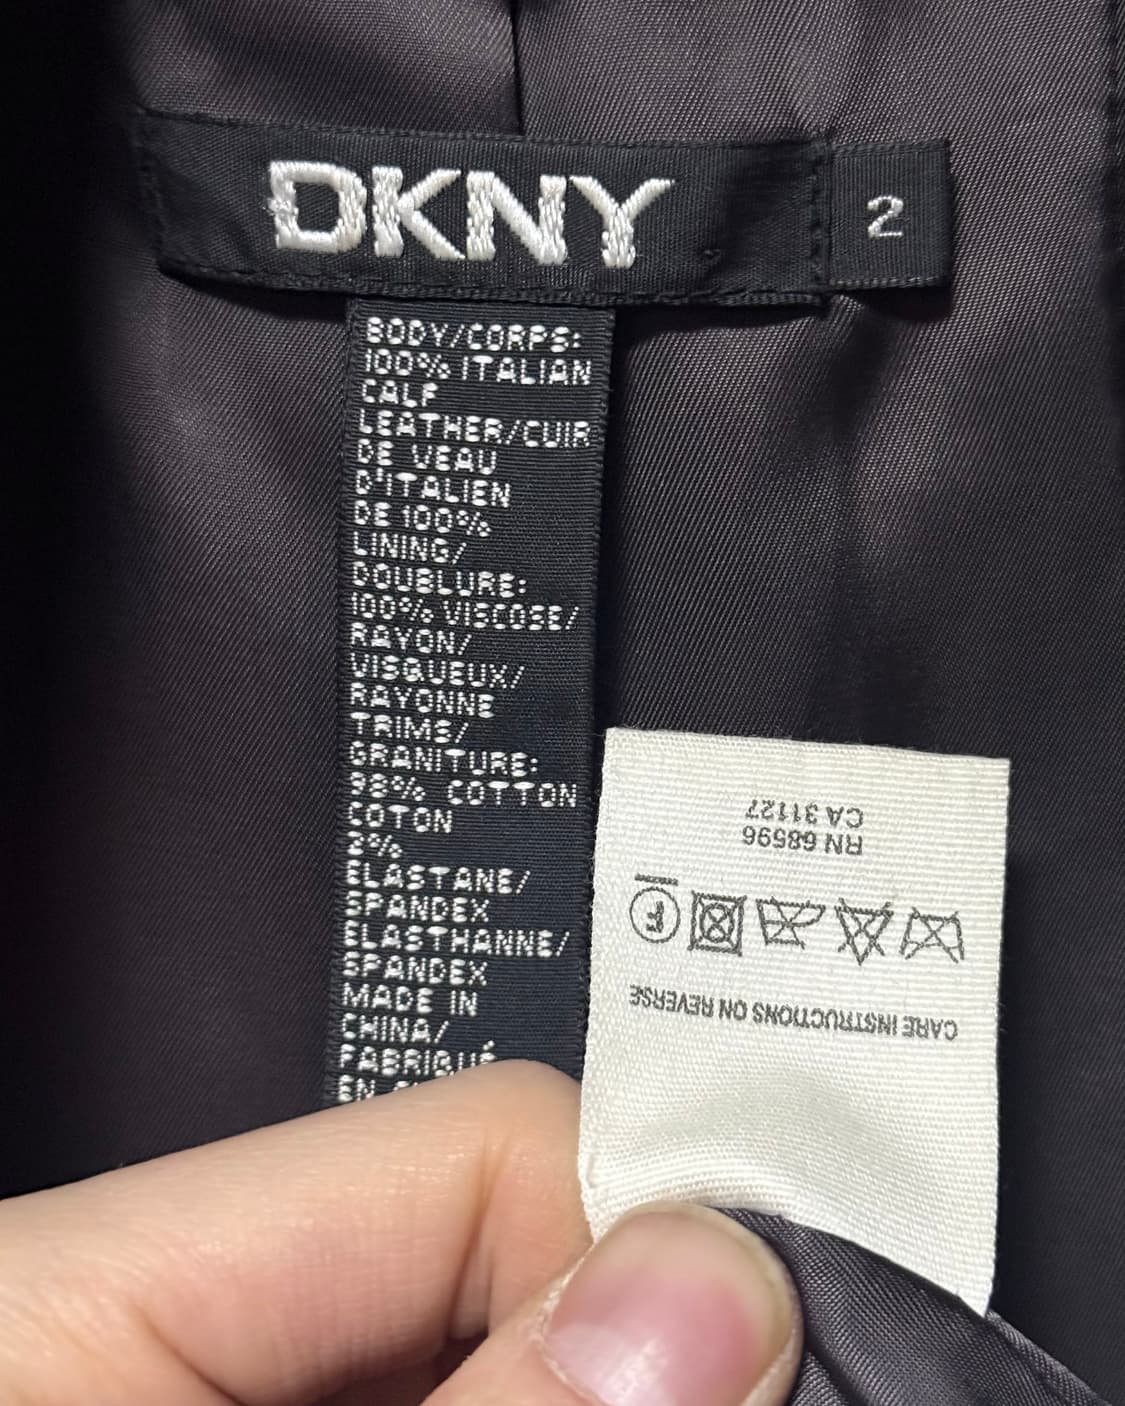 DKNY
2
BODY/CORPS:
100% ITALIAN
CALF
LEATHER/CUIR
DE VEAU
D'ITALIEN
DE 100%
LINING/
DOUBLURE:
100% VISCOSE/
RAYON/
VISQUEUX/
RAYONNE
TRIMS/
GRANITURE:
98% COTTON
COTON
2%
ELASTANE/
SPANDEX
ELASTHANNE/
SPANDEX
MADE IN
CHINA/
FABRIQUÉ
EN
CARE INSTRUCTIONS ON REVERSE
F
RN 68596
CA 31127